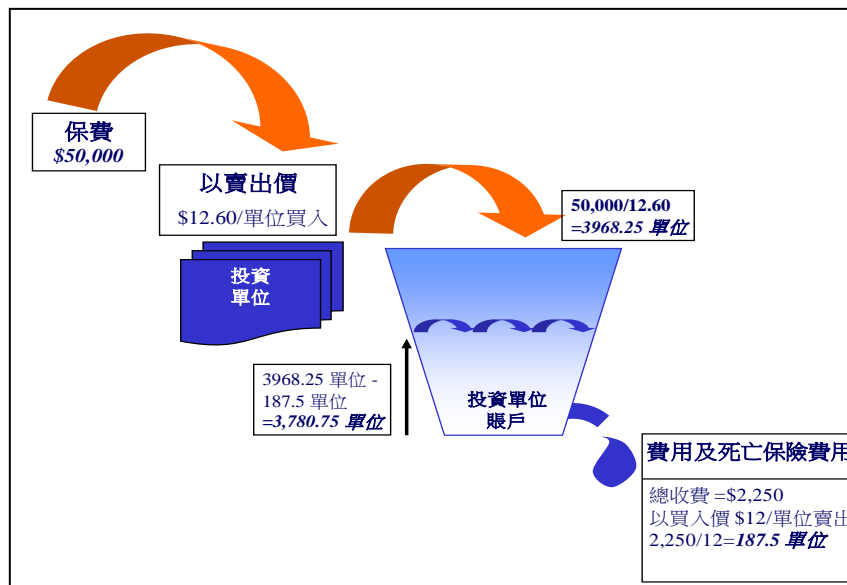 保費
$50,000
以賣出價
$12.60/單位買入
50,000/12.60
=3968.25 單位
投資
單位
3968.25 單位 -
187.5 單位
=3,780.75 單位
投資單位
賬戶
費用及死亡保險費用
總收費 =$2,250
以買入價 $12/單位賣出
2,250/12=187.5 單位